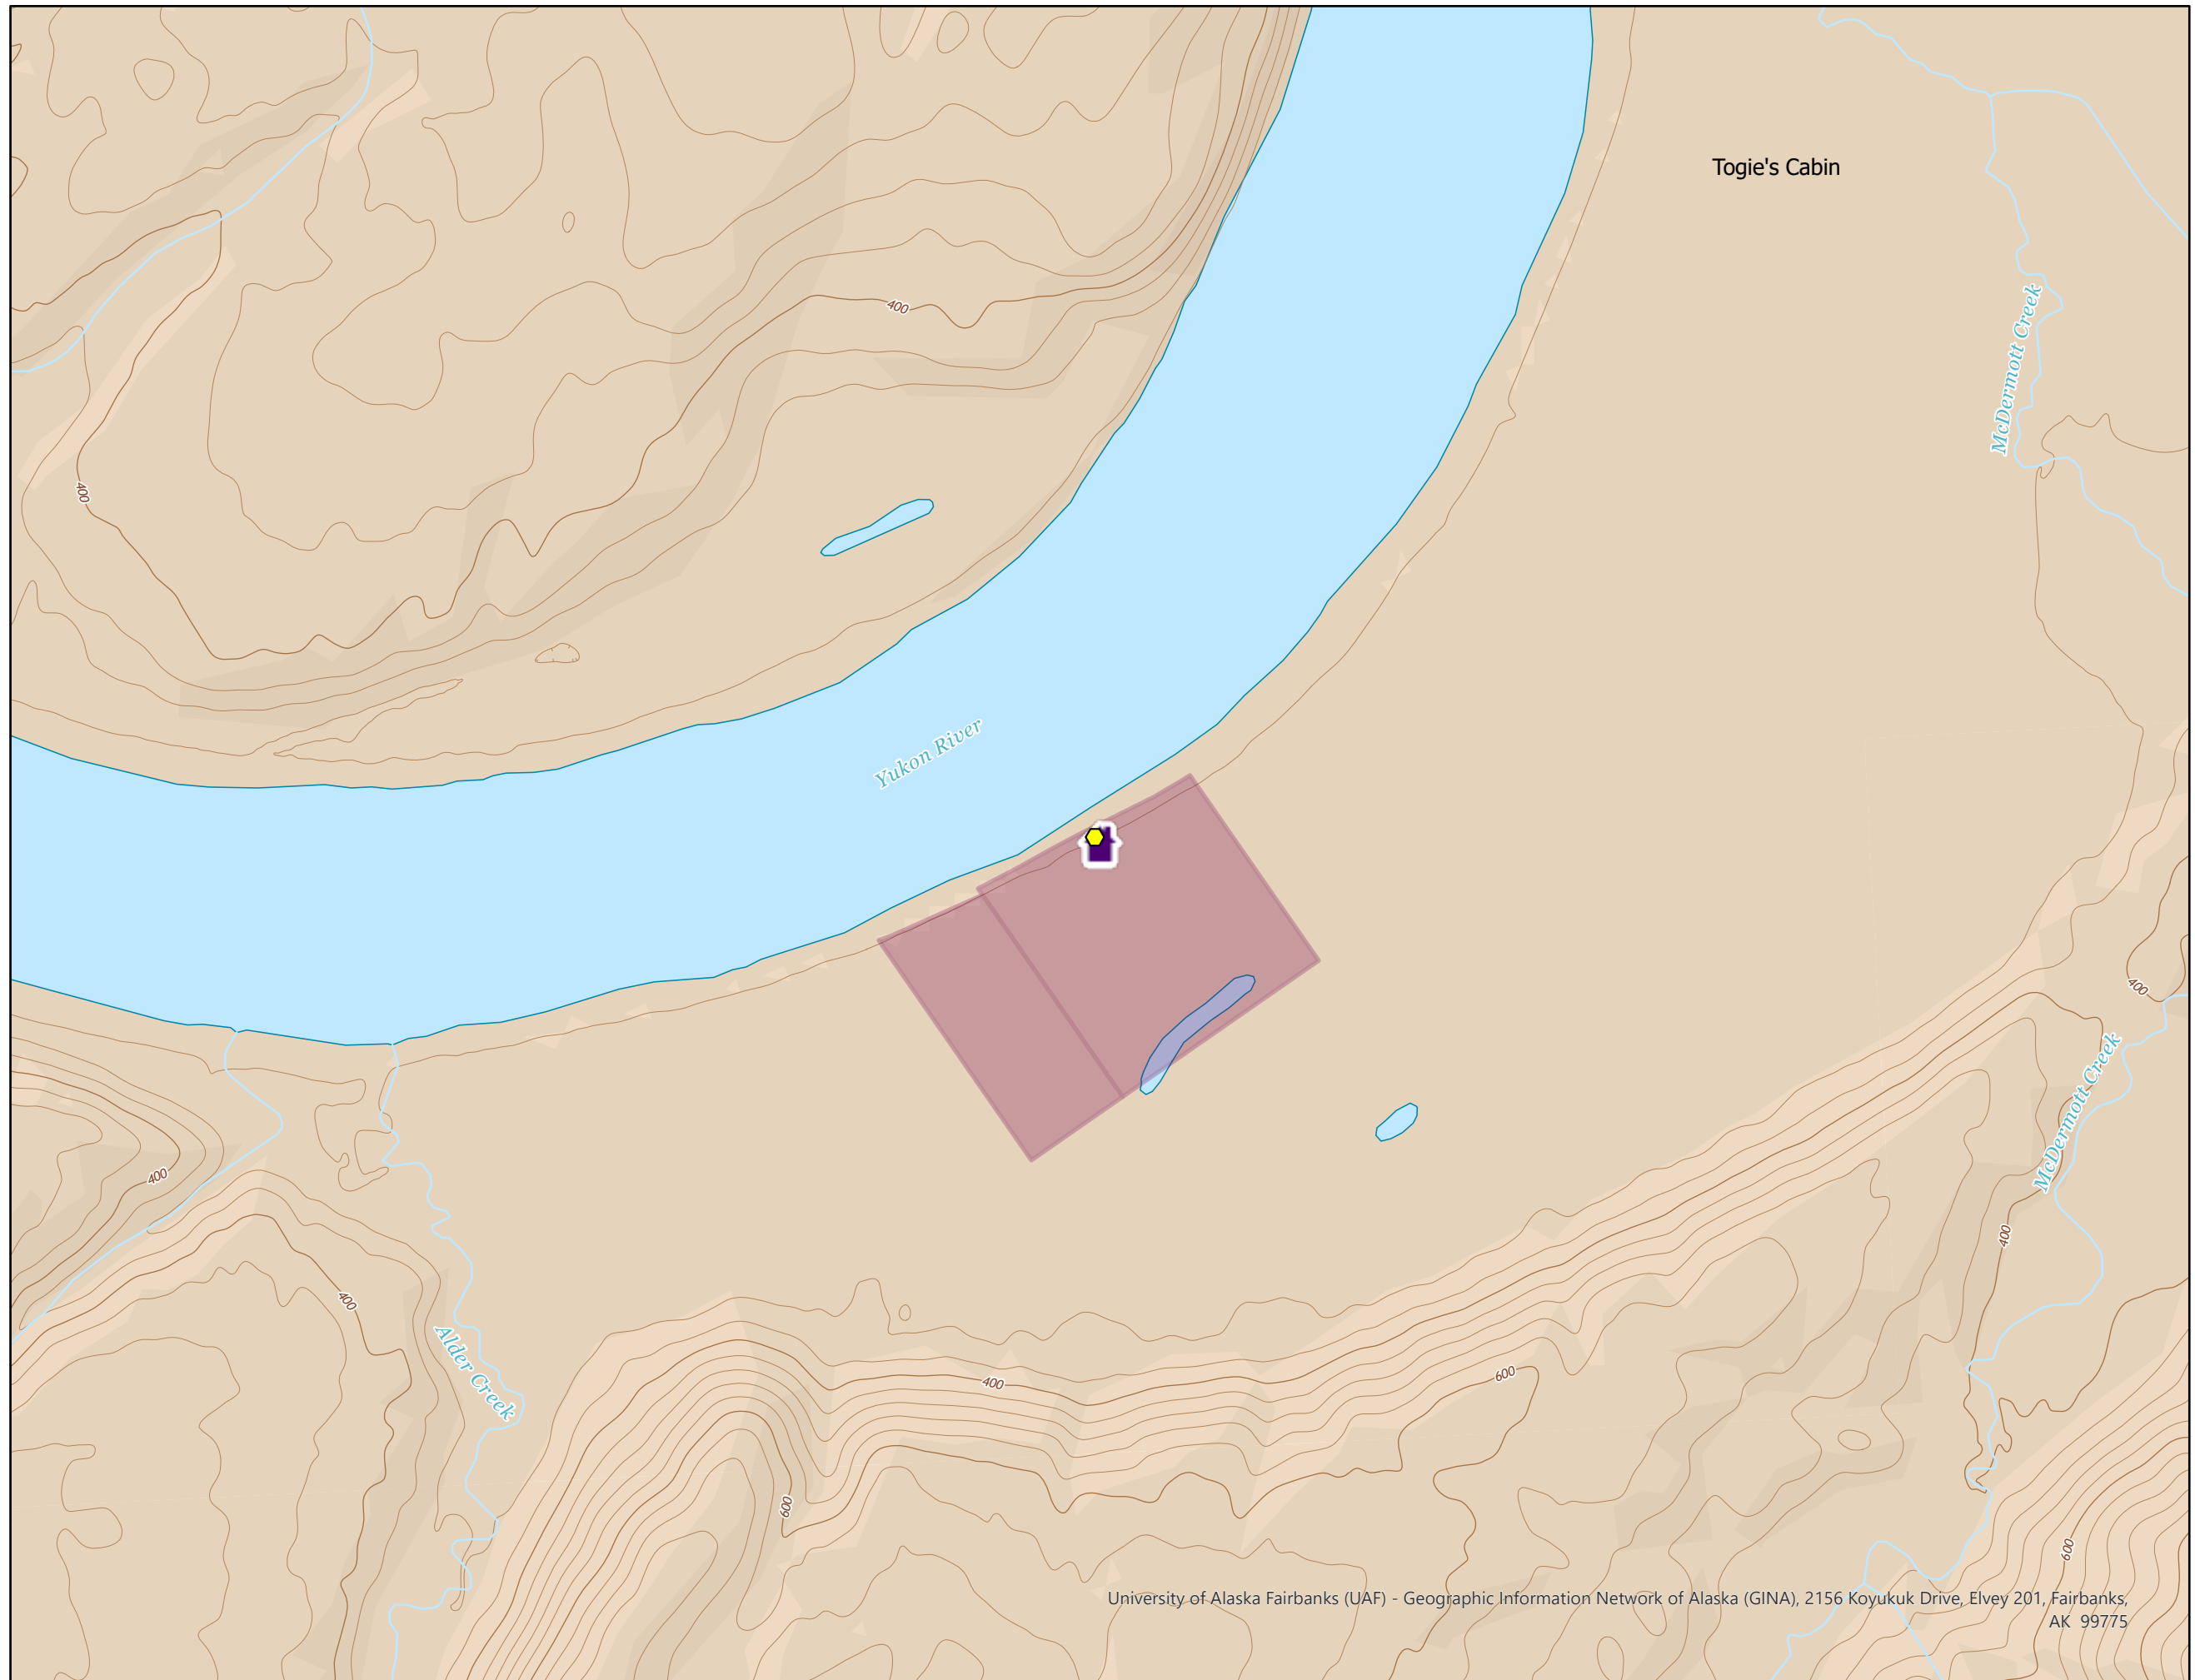 Togie's Cabin
400
McDermott Creek
400
Yukon River
400
McDermott Creek
400
400
400
Alder Creek
400
600
600
600
University of Alaska Fairbanks (UAF) - Geographic Information Network of Alaska (GINA), 2156 Koyukuk Drive, Elvey 201, Fairbanks,
AK 99775